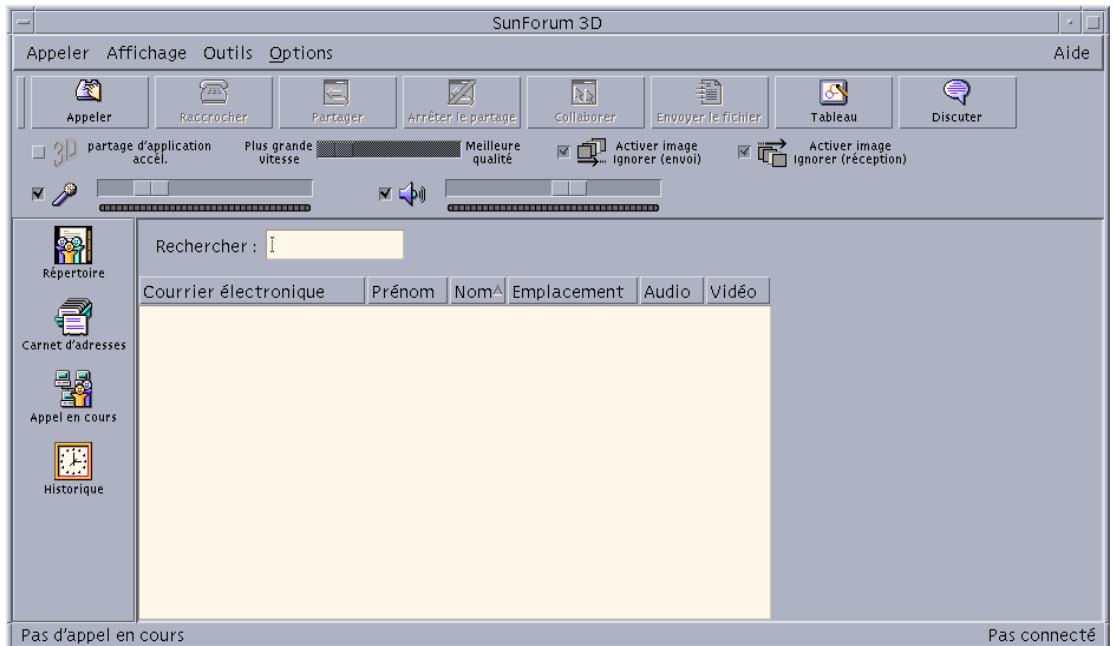 SunForum 3D
Appeler Affichage Outils Options Aide
Appeler Raccrocher Partager Arrêter le partage Collaborer Envoyer le fichier Tableau Discuter
3D partage d'application accél. Plus grande vitesse Meilleure qualité Activer image Ignorer (envoi) Activer image Ignorer (réception)
Répertoire
Carnet d'adresses
Appel en cours
Historique
Rechercher :
Courrier électronique Prénom Nom Emplacement Audio Vidéo
Pas d'appel en cours Pas connecté